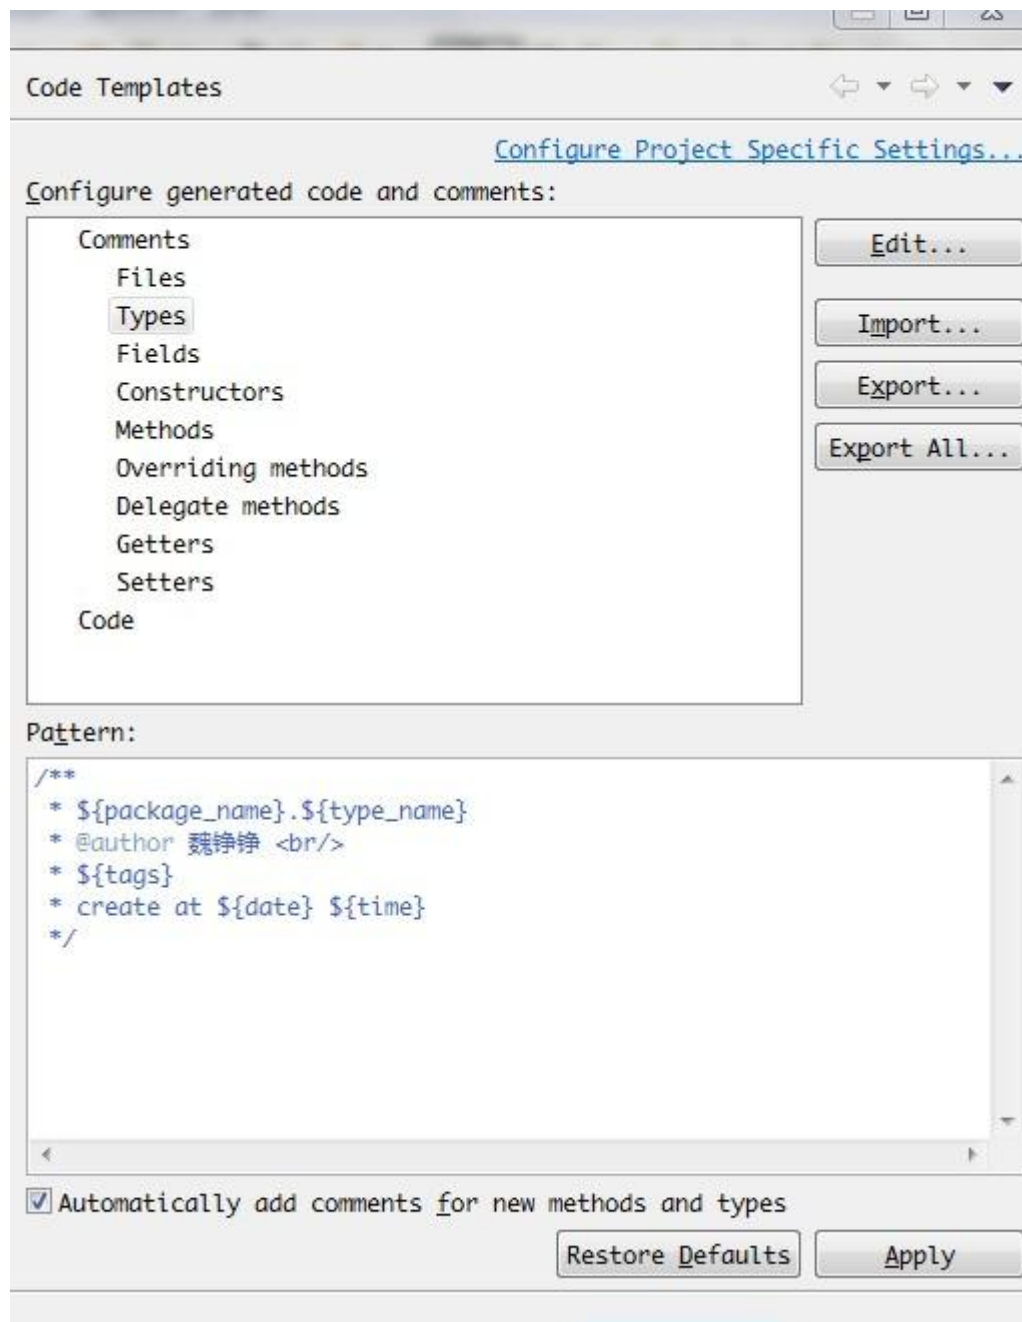 Code Templates
Configure Project Specific Settings...
Configure generated code and comments:
Comments
Edit...
Files
Types
Import...
Fields
Constructors
Export...
Methods
Export All...
Overriding methods
Delegate methods
Getters
Setters
Code
Pattern:
/**
* ${package_name}.${type_name}
* @author 魏铮铮 <br/>
* ${tags}
* create at ${date} ${time}
*/
Automatically add comments for new methods and types
Restore Defaults
Apply